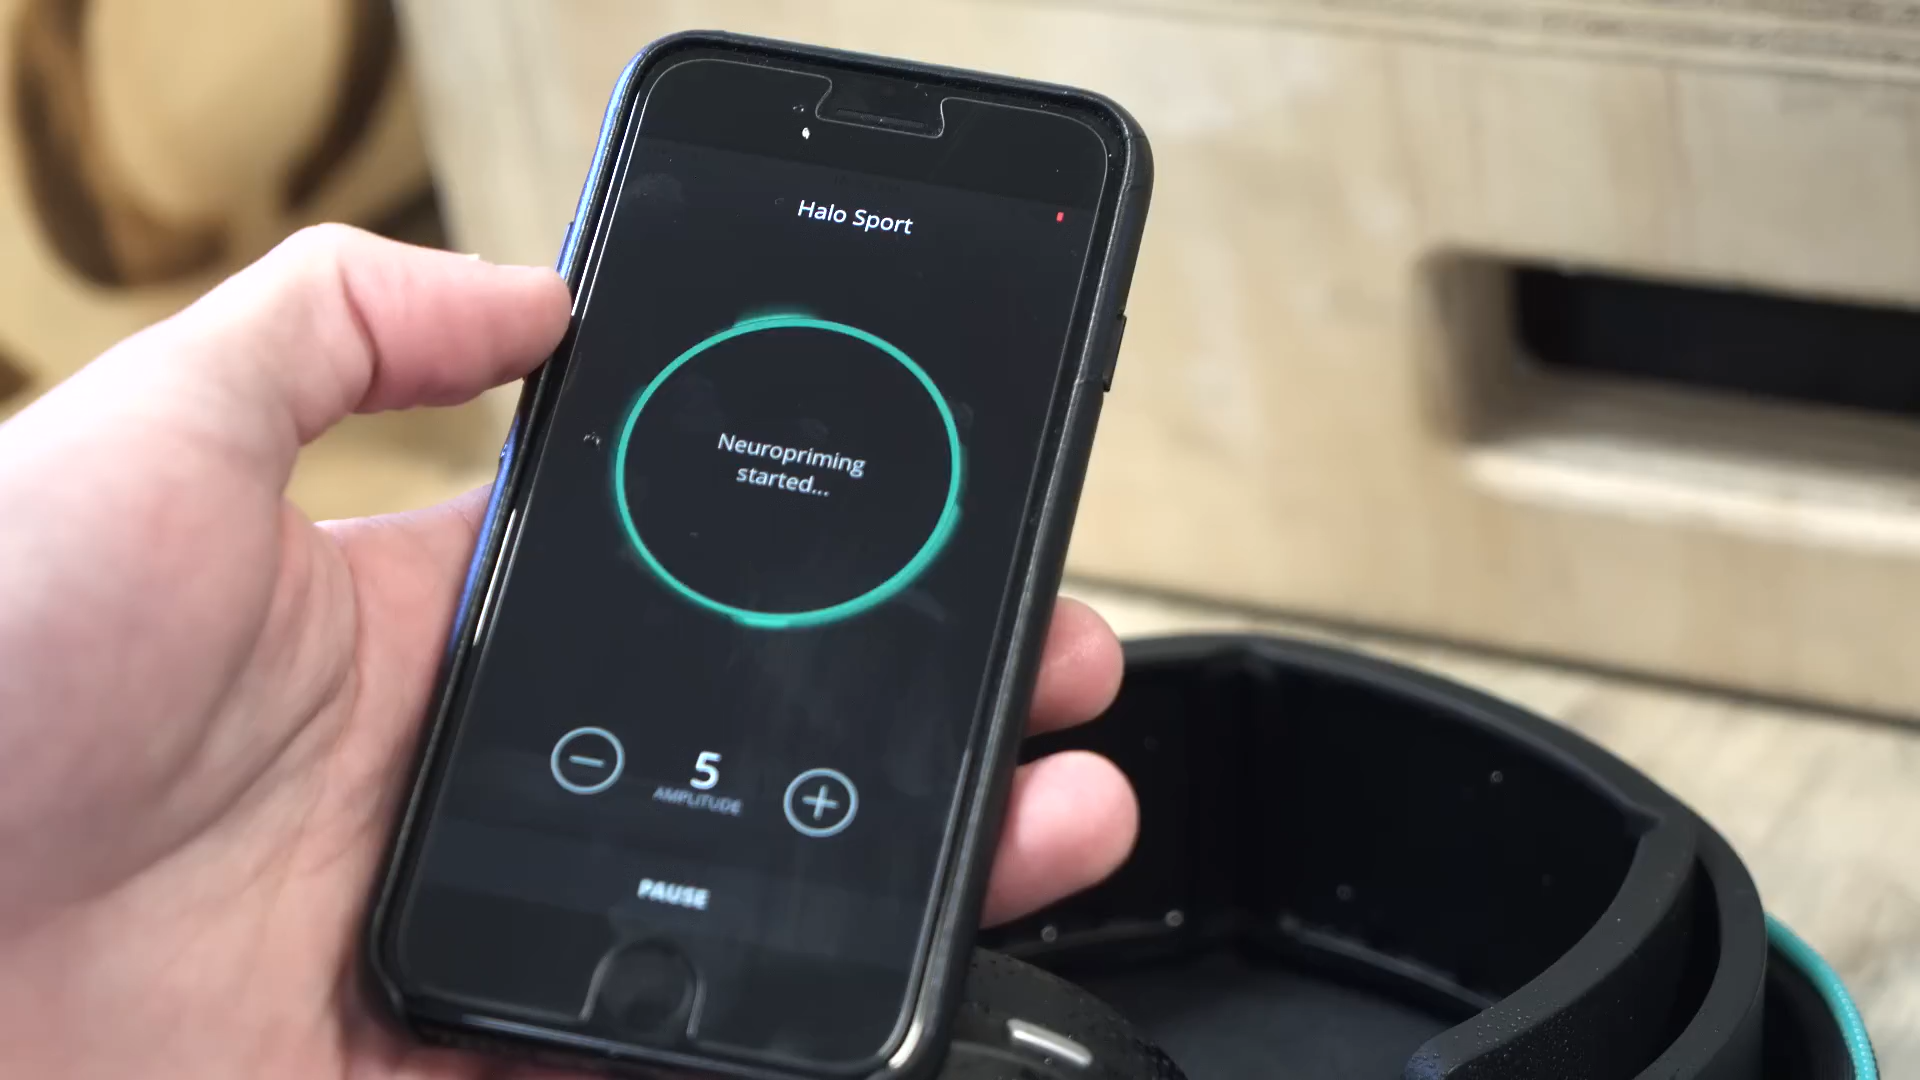 Halo Sport
Neuropriming
started...
5
AMPLITUDE
PAUSE